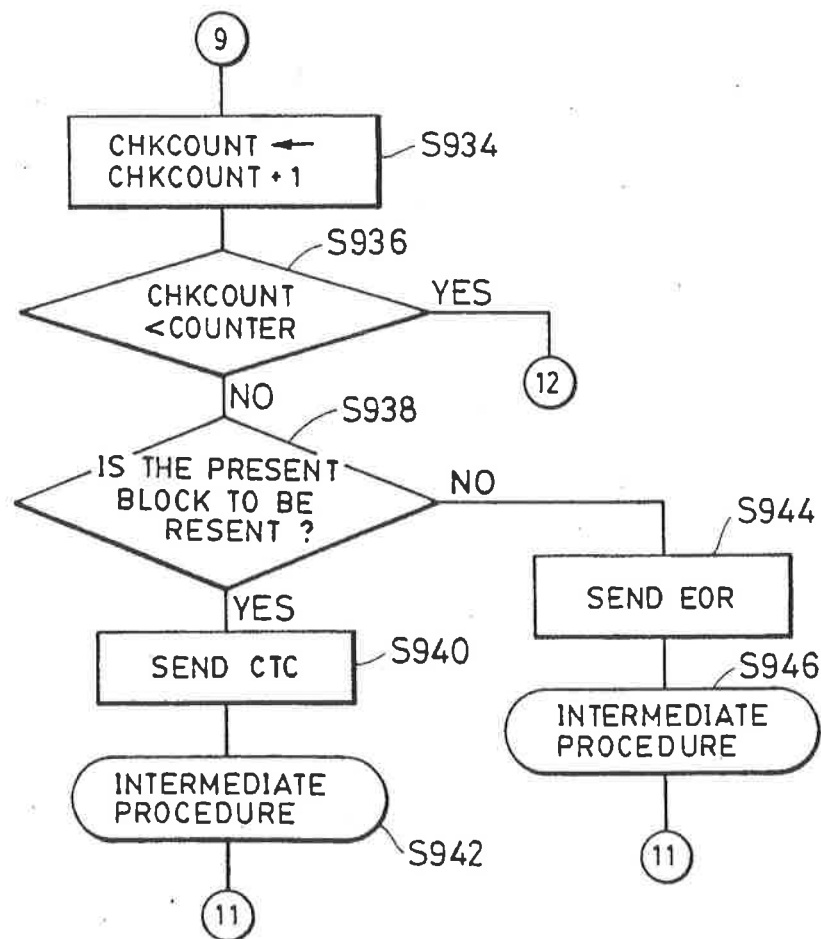 9
CHKCOUNT ←
CHKCOUNT + 1
S934
S936
CHKCOUNT
<COUNTER
YES
12
NO
S938
IS THE PRESENT
BLOCK TO BE
RESENT ?
NO
S944
SEND EOR
YES
SEND CTC
S940
S946
INTERMEDIATE
PROCEDURE
INTERMEDIATE
PROCEDURE
S942
11
11